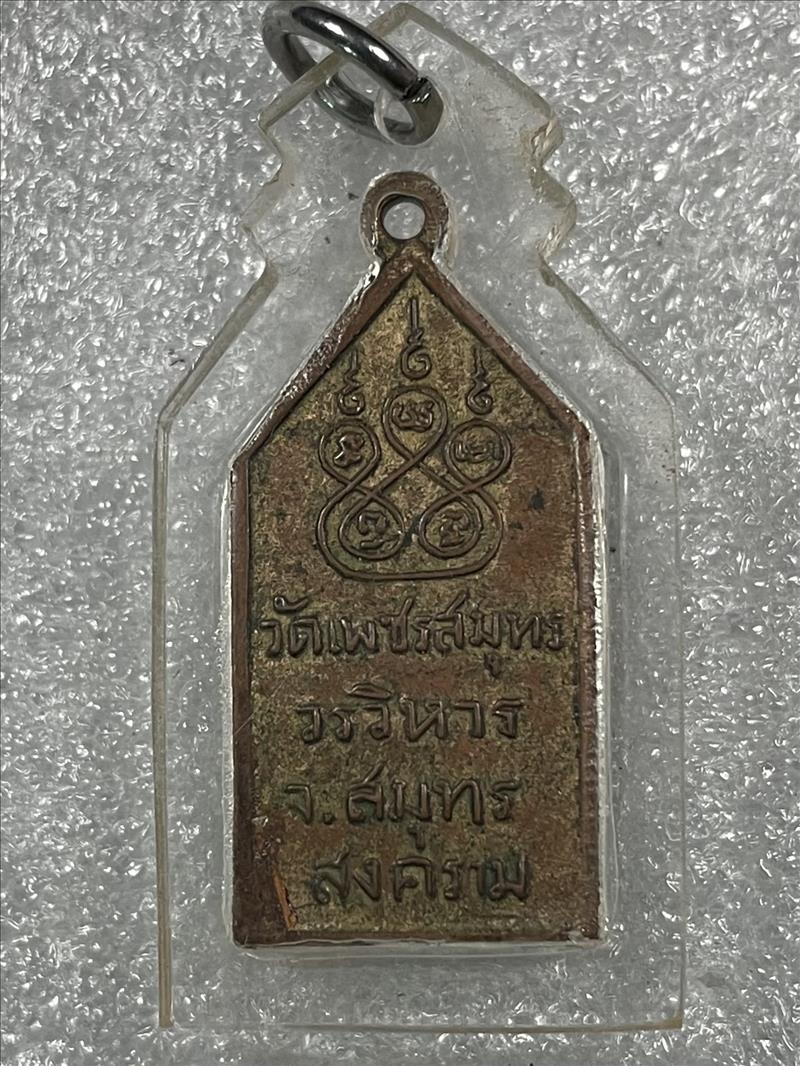 วัดเพชรสมุทร
วรวิหาร
จ.สมุทร
สงคราม